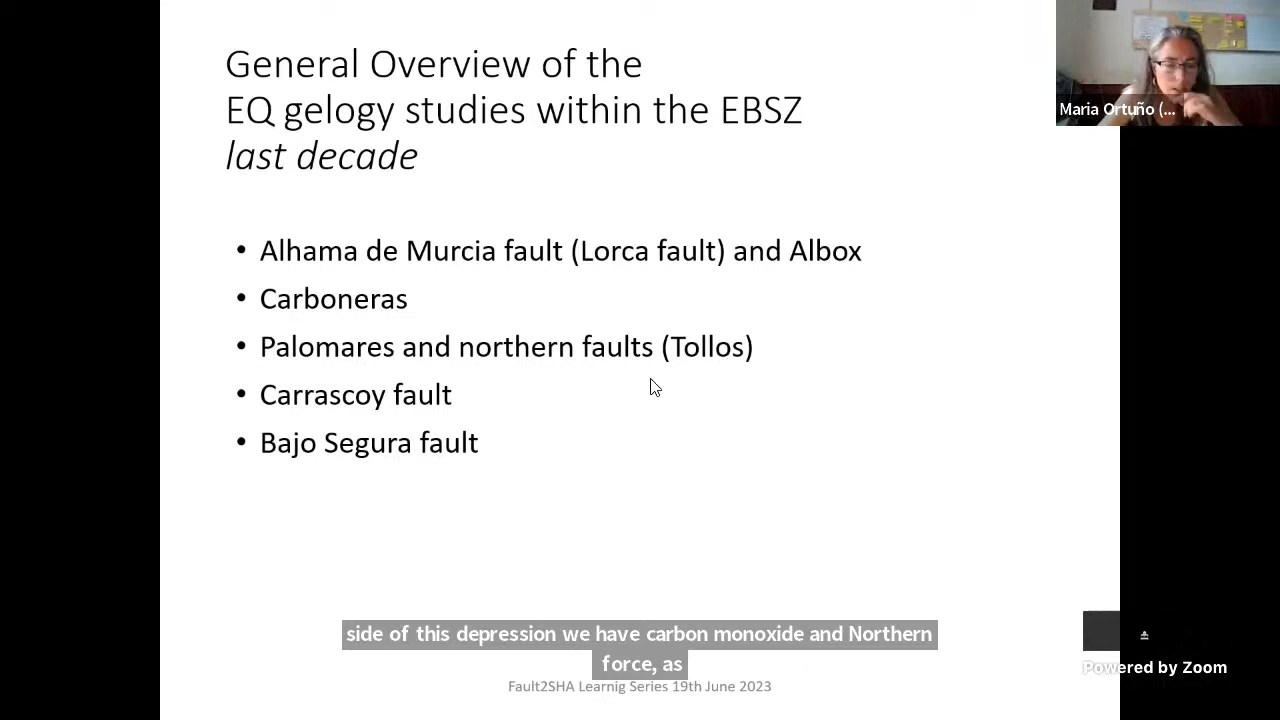 General Overview of the
EQ gelogy studies within the EBSZ
last decade
Maria Ortuño (...
• Alhama de Murcia fault (Lorca fault) and Albox
• Carboneras
• Palomares and northern faults (Tollos)
• Carrascoy fault
• Bajo Segura fault
side of this depression we have carbon monoxide and Northern
force, as
Fault2SHA Learnig Series 19th June 2023
Powered by Zoom